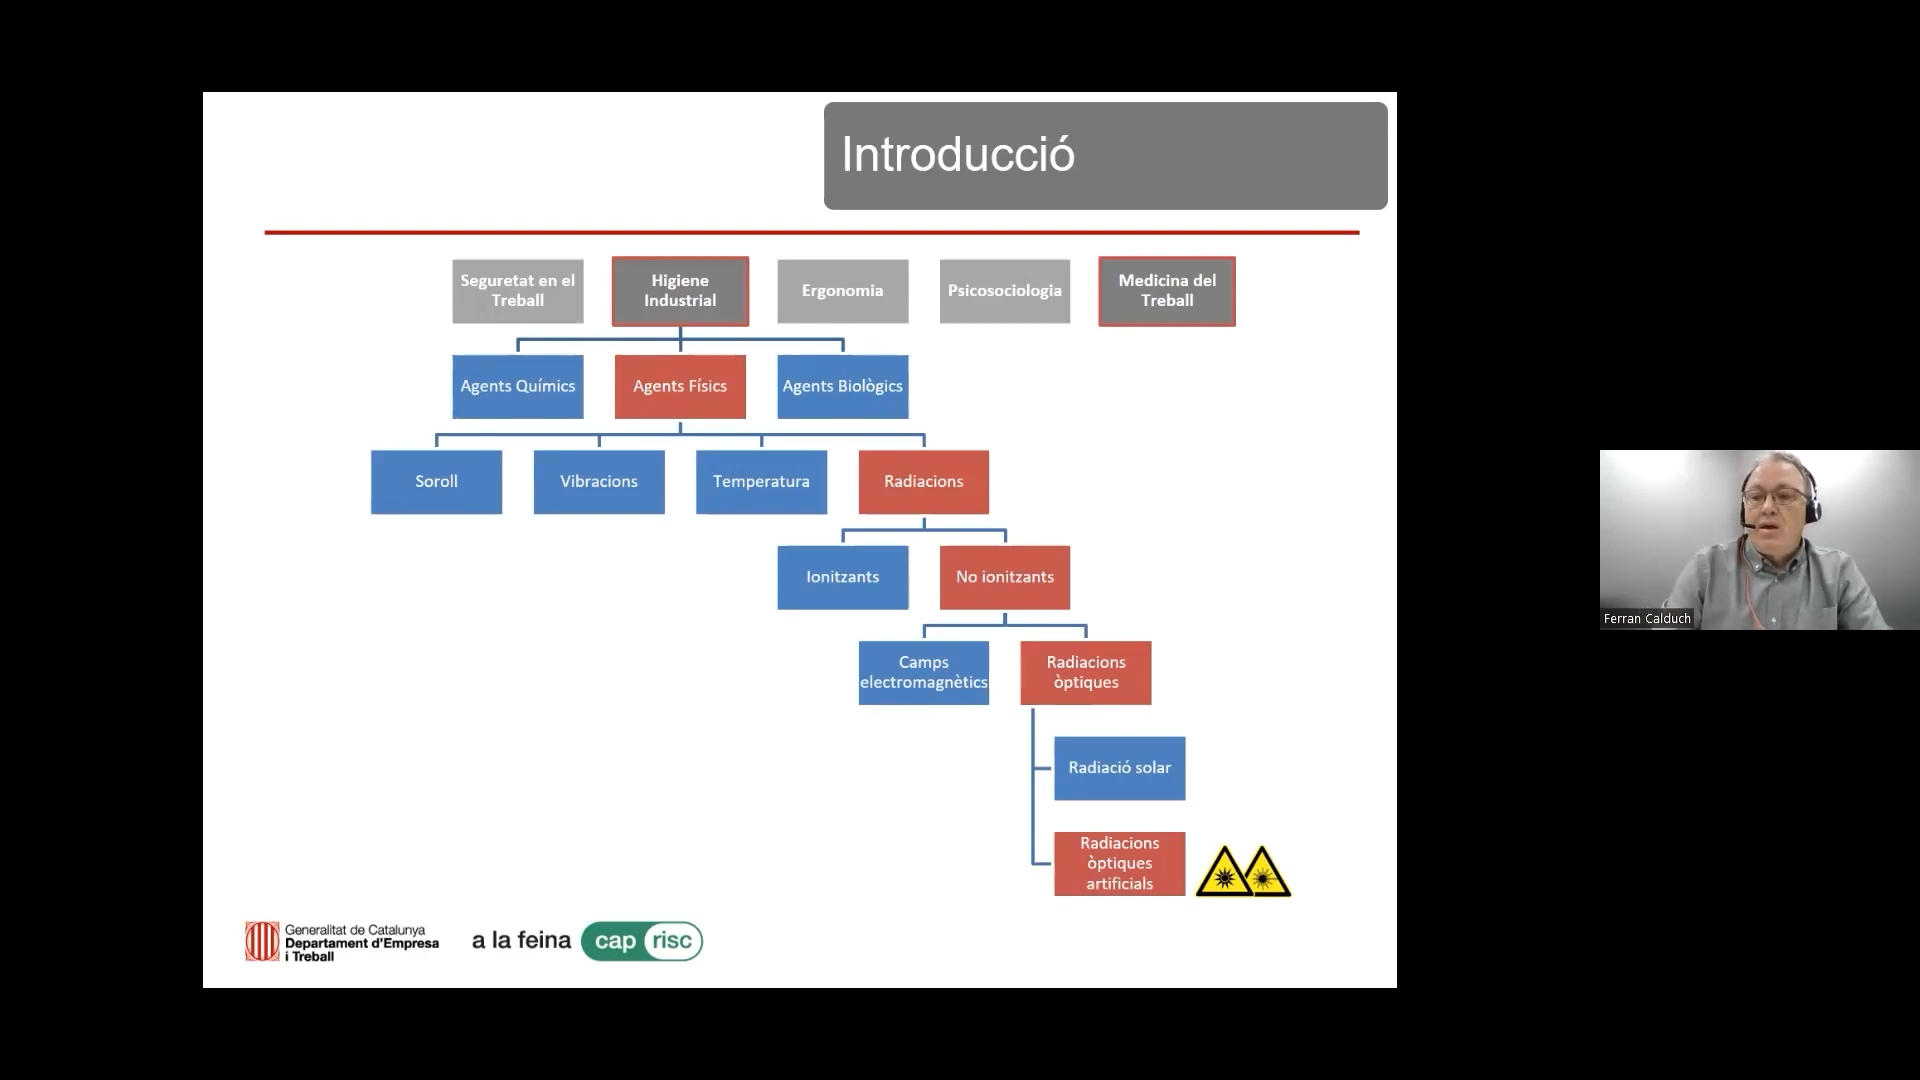 Introducció
Seguretat en el
Treball
Higiene
Industrial
Ergonomia
Psicosociologia
Medicina del
Treball
Agents Químics
Agents Físics
Agents Biològics
Soroll
Vibracions
Temperatura
Radiacions
Ionitzants
No ionitzants
Camps
electromagnètics
Radiacions
òptiques
Radiació solar
Radiacions
òptiques
artificials
Generalitat de Catalunya
Departament d'Empresa
i Treball
a la feina cap risc
Ferran Calduch